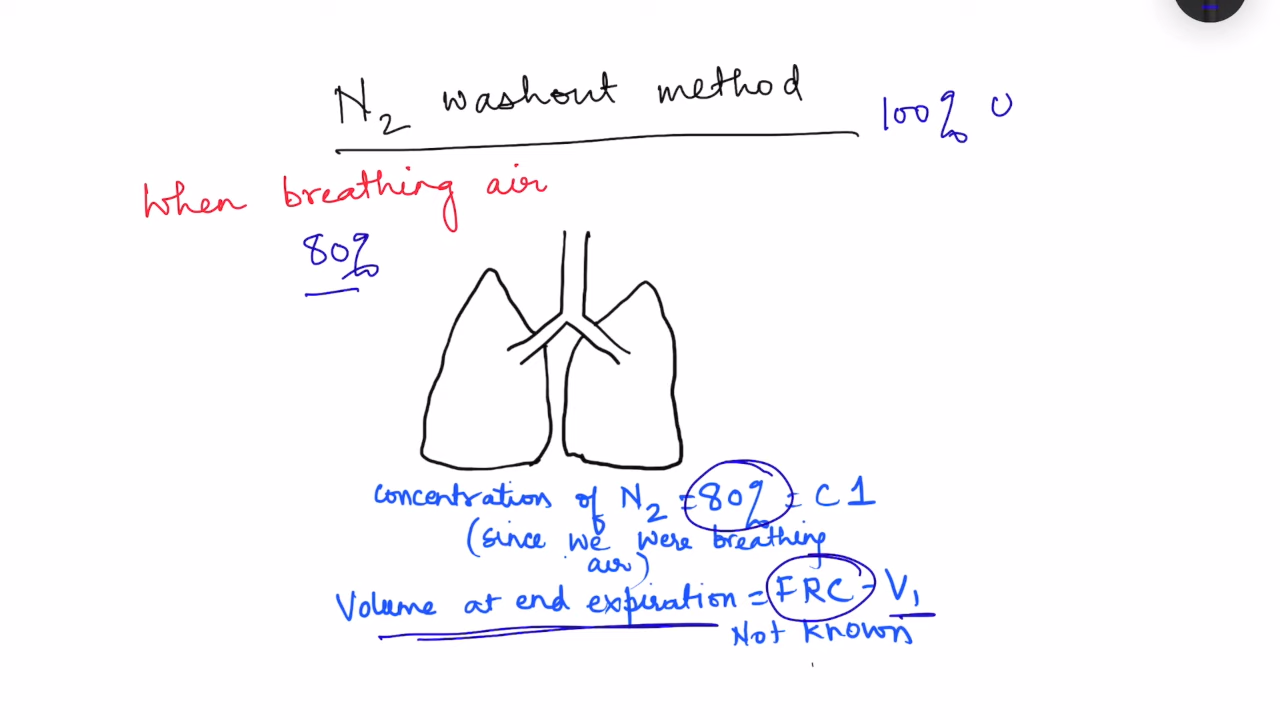 N₂ washout method
100% O
When breathing air
80%
concentration of N₂ = 80% = C1
(since we were breathing
air)
Volume at end expiration = FRC - V₁
Not known